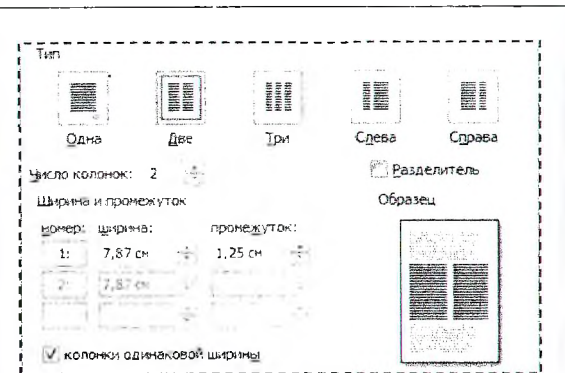 Тип
Одна Две Три Слева Справа
Число колонок: 2 Разделитель
Ширина и промежуток Образец
номер: ширина: промежуток:
1: 7,87 см 1,25 см
2: 7,87 см
колонки одинаковой ширины